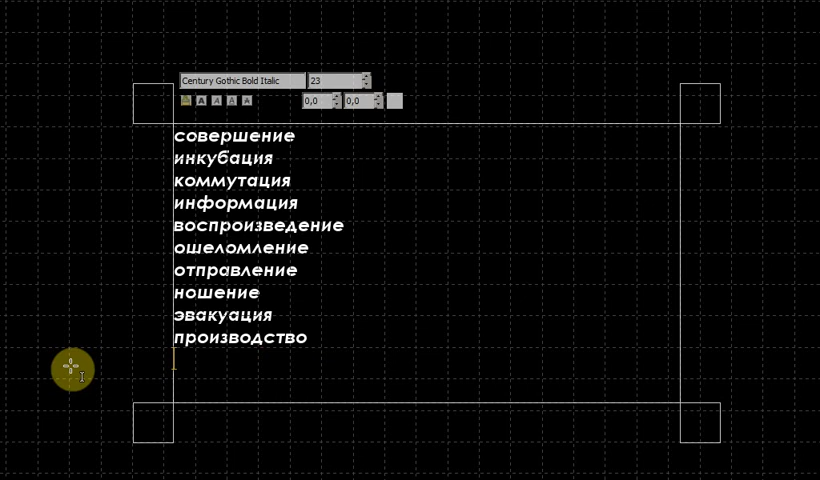 Century Gothic Bold Italic 23
A A A A A 0,0 0,0
совершение
инкубация
коммутация
информация
воспроизведение
ошеломление
отправление
ношение
эвакуация
производство